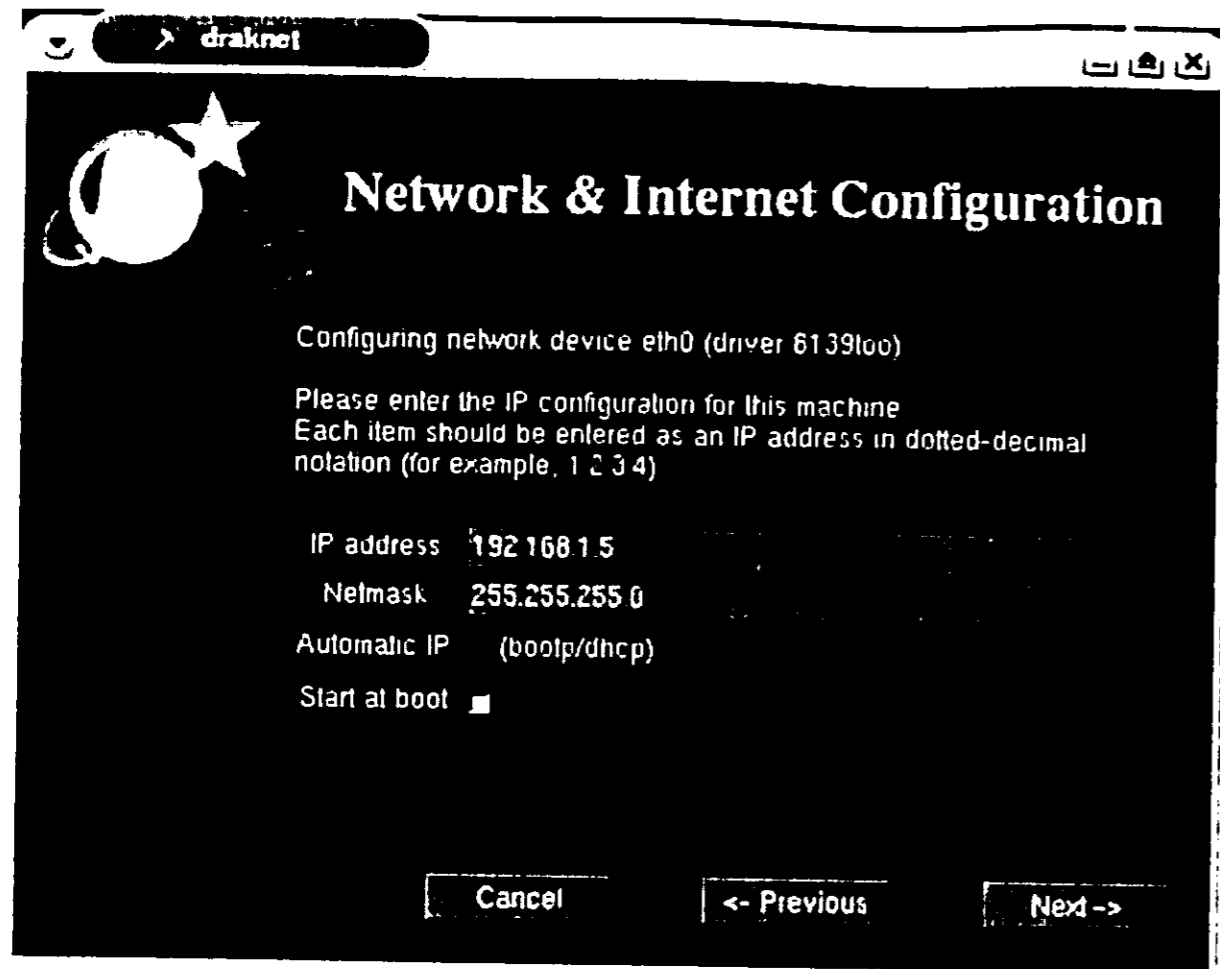 draknet
Network & Internet Configuration
Configuring network device eth0 (driver 8139too)
Please enter the IP configuration for this machine
Each item should be entered as an IP address in dotted-decimal
notation (for example, 1 2 3 4)
IP address 192 168.1.5
Netmask 255.255.255.0
Automatic IP (bootp/dhcp)
Start at boot
Cancel <- Previous Next ->